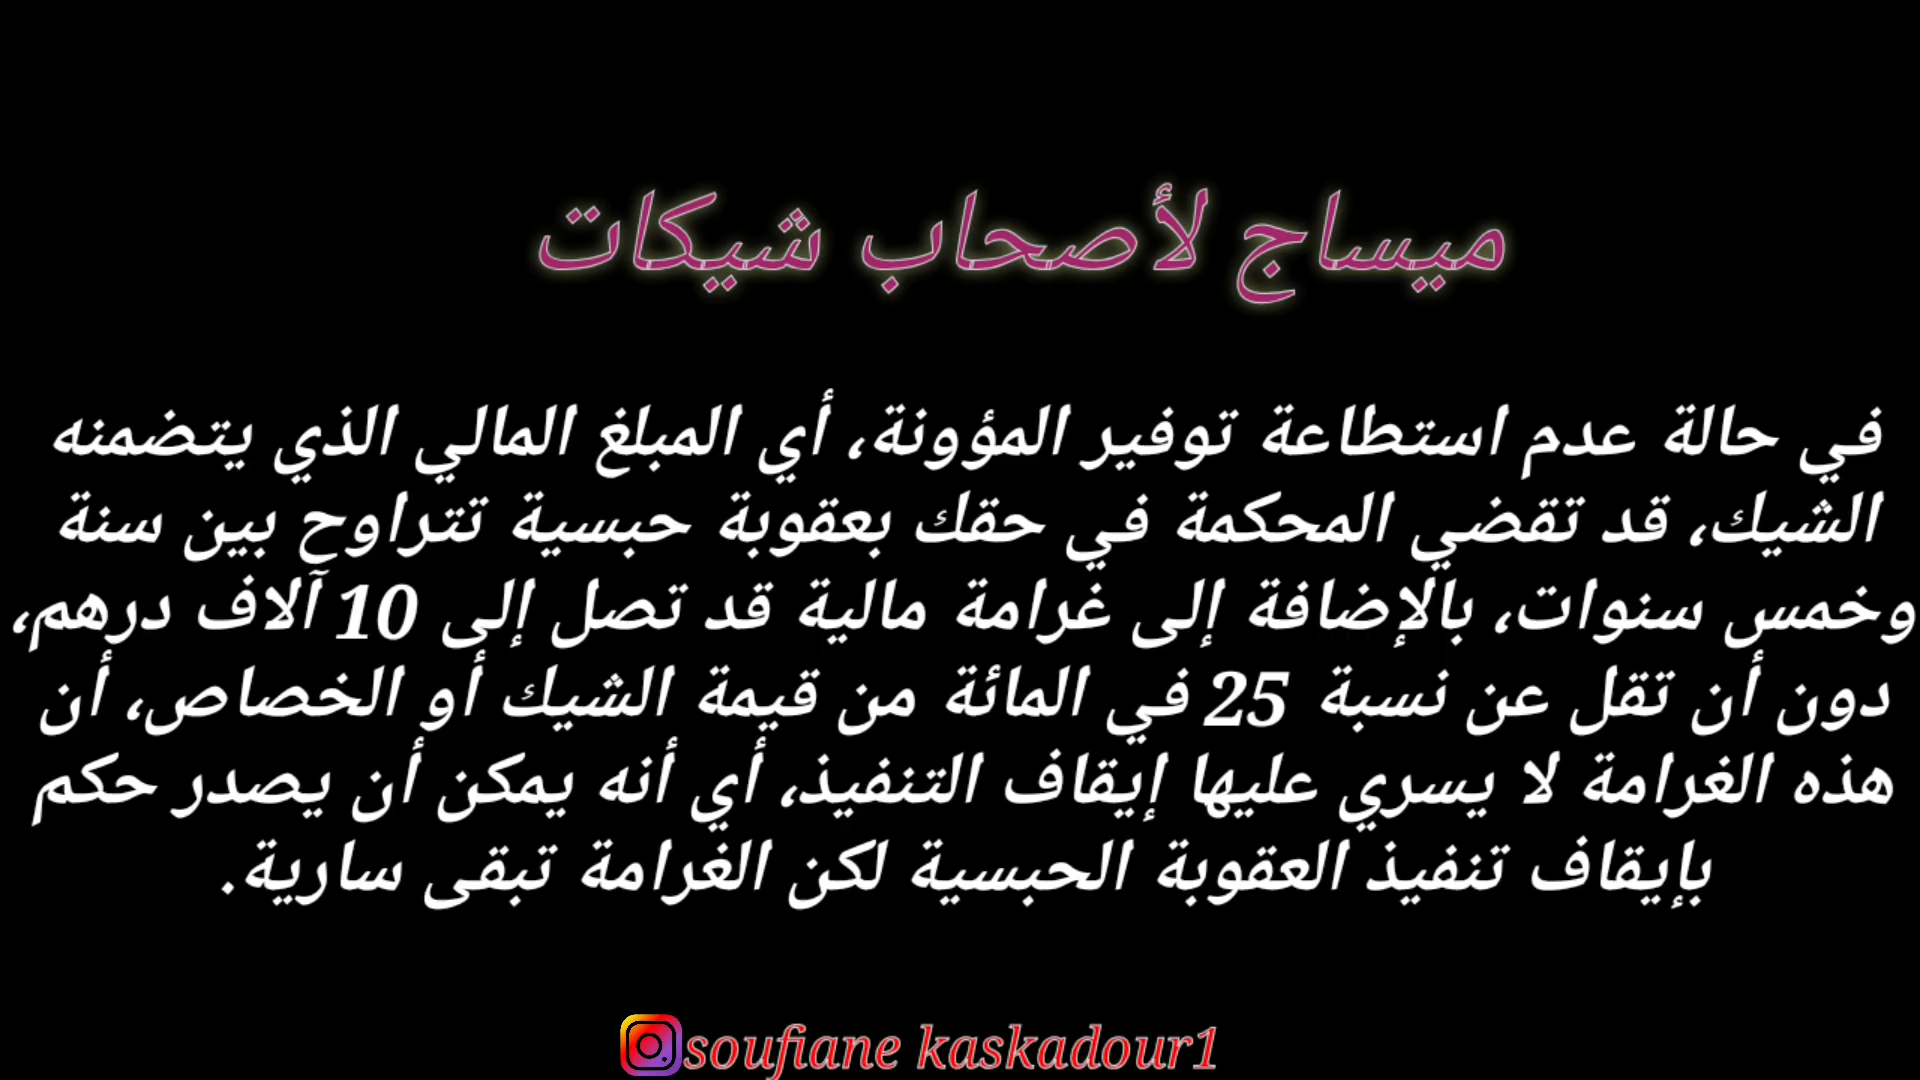 ميساج لأصحاب شيكات
في حالة عدم استطاعة توفير المؤونة، أي المبلغ المالي الذي يتضمنه
الشيك، قد تقضي المحكمة في حقك بعقوبة حبسية تتراوح بين سنة
وخمس سنوات، بالإضافة إلى غرامة مالية قد تصل إلى 10 آلاف درهم،
دون أن تقل عن نسبة 25 في المائة من قيمة الشيك أو الخصاص، أن
هذه الغرامة لا يسري عليها إيقاف التنفيذ، أي أنه يمكن أن يصدر حكم
بإيقاف تنفيذ العقوبة الحبسية لكن الغرامة تبقى سارية.
soufiane kaskadour1